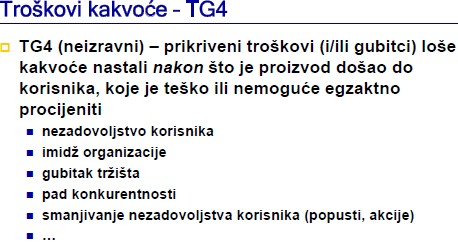 Troškovi kakvoće - TG4
TG4 (neizravni) – prikriveni troškovi (i/ili gubitci) loše
kakvoće nastali nakon što je proizvod došao do
korisnika, koje je teško ili nemoguće egzaktno
procijeniti
nezadovoljstvo korisnika
imidž organizacije
gubitak tržišta
pad konkurentnosti
smanjivanje nezadovoljstva korisnika (popusti, akcije)
...